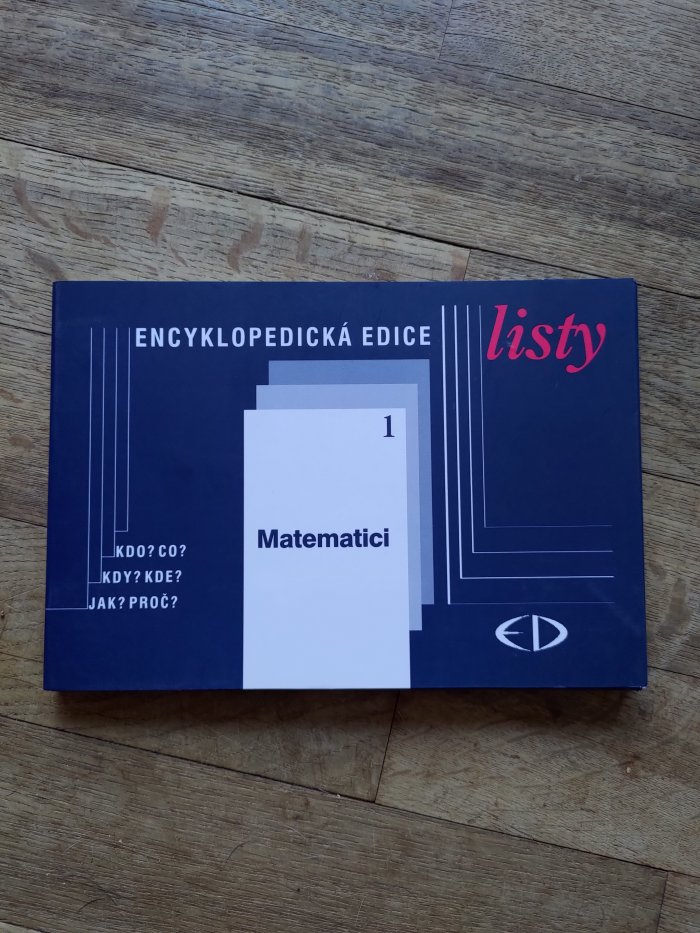 ENCYKLOPEDICKÁ EDICE
listy
1
Matematici
KDO? CO?
KDY? KDE?
JAK? PROČ?
ED